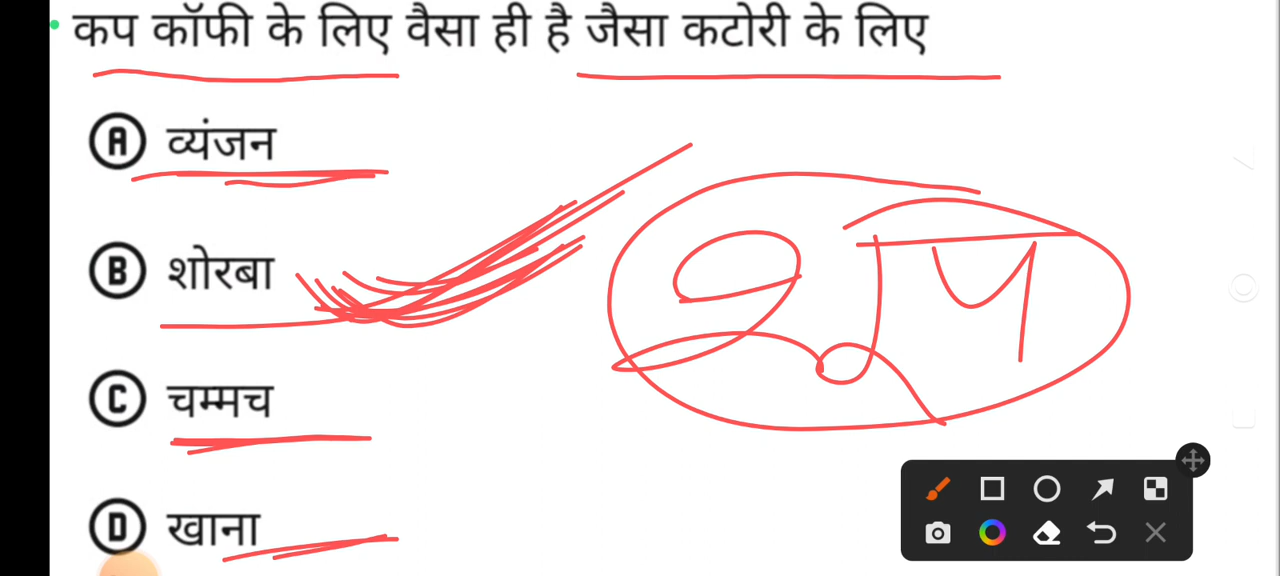 कप कॉफी के लिए वैसा ही है जैसा कटोरी के लिए
A व्यंजन
B शोरबा
C चम्मच
D खाना